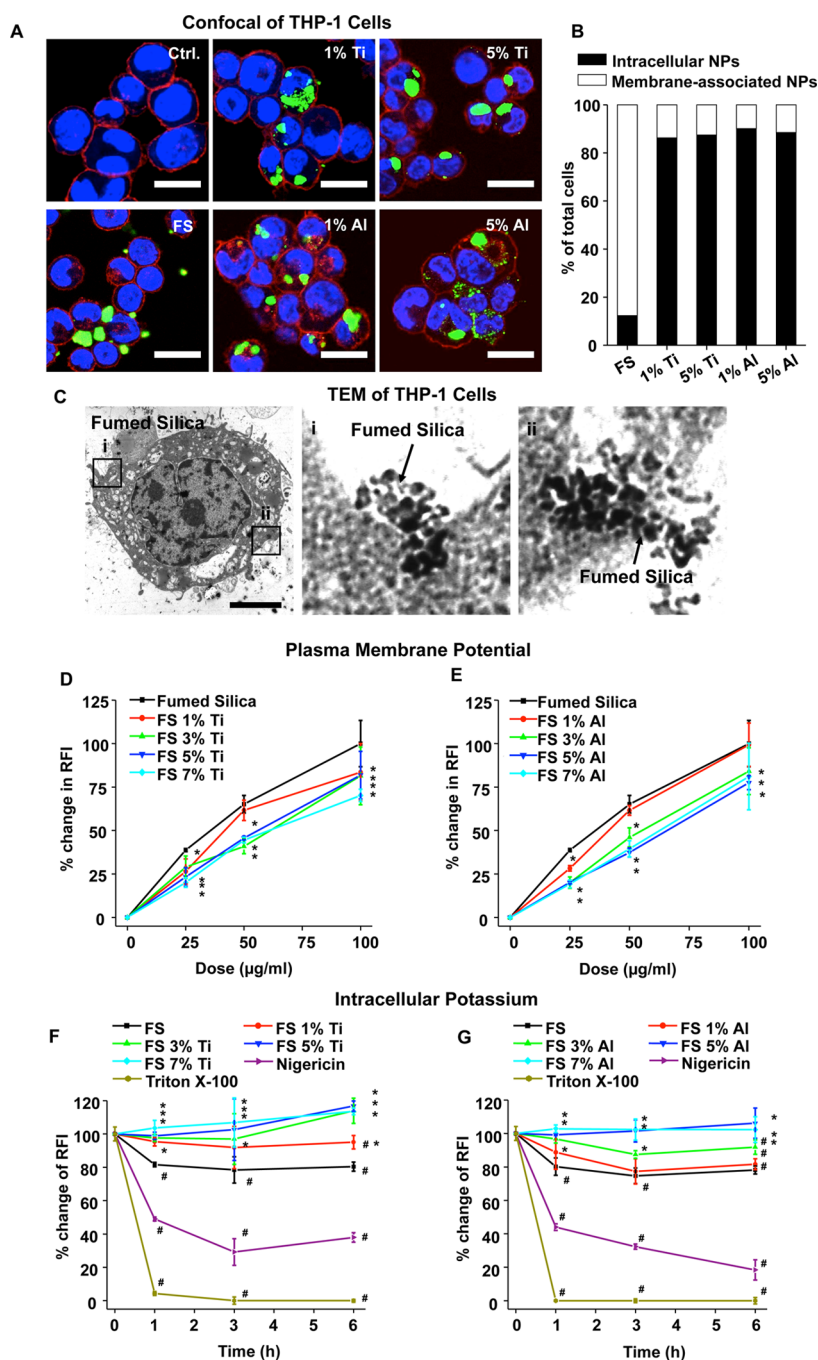 Confocal of THP-1 Cells
A
Ctrl.
1% Ti
5% Ti
FS
1% Al
5% Al
B
Intracellular NPs
Membrane-associated NPs
% of total cells
100
80
60
40
20
0
FS
1% Ti
5% Ti
1% Al
5% Al
C
TEM of THP-1 Cells
Fumed Silica
i
ii
i
Fumed Silica
ii
Fumed Silica
Plasma Membrane Potential
D
Fumed Silica
FS 1% Ti
FS 3% Ti
FS 5% Ti
FS 7% Ti
% change in RFI
125
100
75
50
25
0
* * * *
*
* *
*
* * *
0 25 50 100
Dose (µg/ml)
E
Fumed Silica
FS 1% Al
FS 3% Al
FS 5% Al
FS 7% Al
% change in RFI
125
100
75
50
25
0
* * *
*
* *
*
* *
0 25 50 100
Dose (µg/ml)
Intracellular Potassium
F
FS
FS 1% Ti
FS 3% Ti
FS 5% Ti
FS 7% Ti
Nigericin
Triton X-100
% change of RFI
120
100
80
60
40
20
0
* * *
* * *
* * *
*
*
# *
#
#
#
#
#
#
#
#
#
0 1 2 3 4 5 6
Time (h)
G
FS
FS 1% Al
FS 3% Al
FS 5% Al
FS 7% Al
Nigericin
Triton X-100
% change of RFI
120
100
80
60
40
20
0
* *
* *
*
*
* *
#
#
#
#
#
#
#
#
#
#
#
0 1 2 3 4 5 6
Time (h)